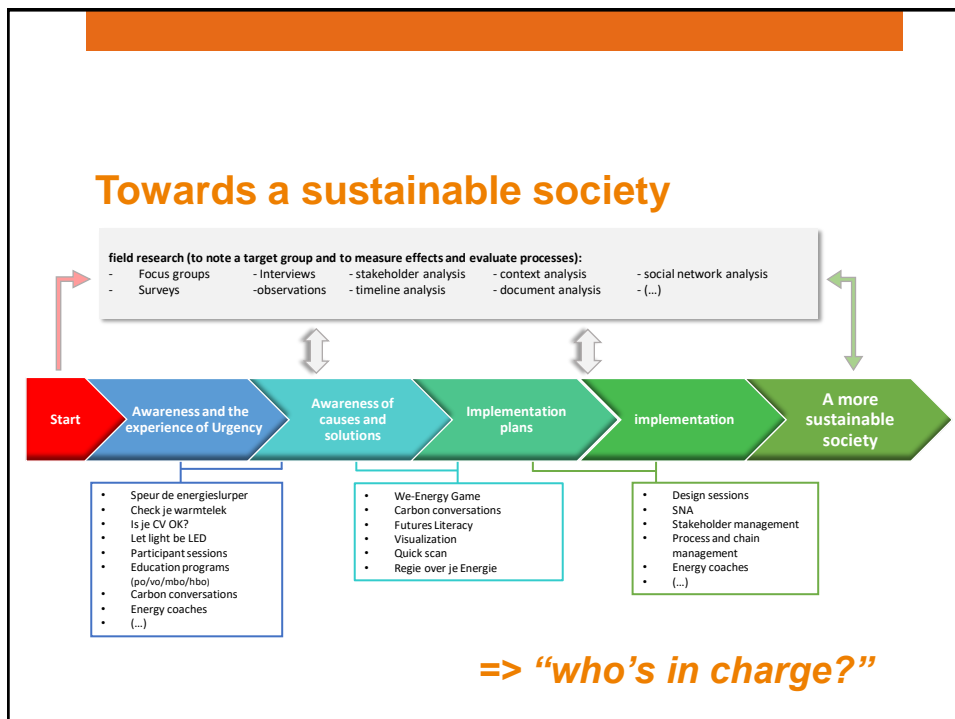 Towards a sustainable society
field research (to note a target group and to measure effects and evaluate processes):
- Focus groups - Interviews - stakeholder analysis - context analysis - social network analysis
- Surveys -observations - timeline analysis - document analysis - (...)
Start
Awareness and the
experience of Urgency
Awareness of
causes and
solutions
Implementation
plans
implementation
A more
sustainable
society
• Speur de energieslurper
• Check je warmtelek
• Is je CV OK?
• Let light be LED
• Participant sessions
• Education programs
(po/vo/mbo/hbo)
• Carbon conversations
• Energy coaches
• (...)
• We-Energy Game
• Carbon conversations
• Futures Literacy
• Visualization
• Quick scan
• Regie over je Energie
• Design sessions
• SNA
• Stakeholder management
• Process and chain
management
• Energy coaches
• (...)
=> “who’s in charge?”